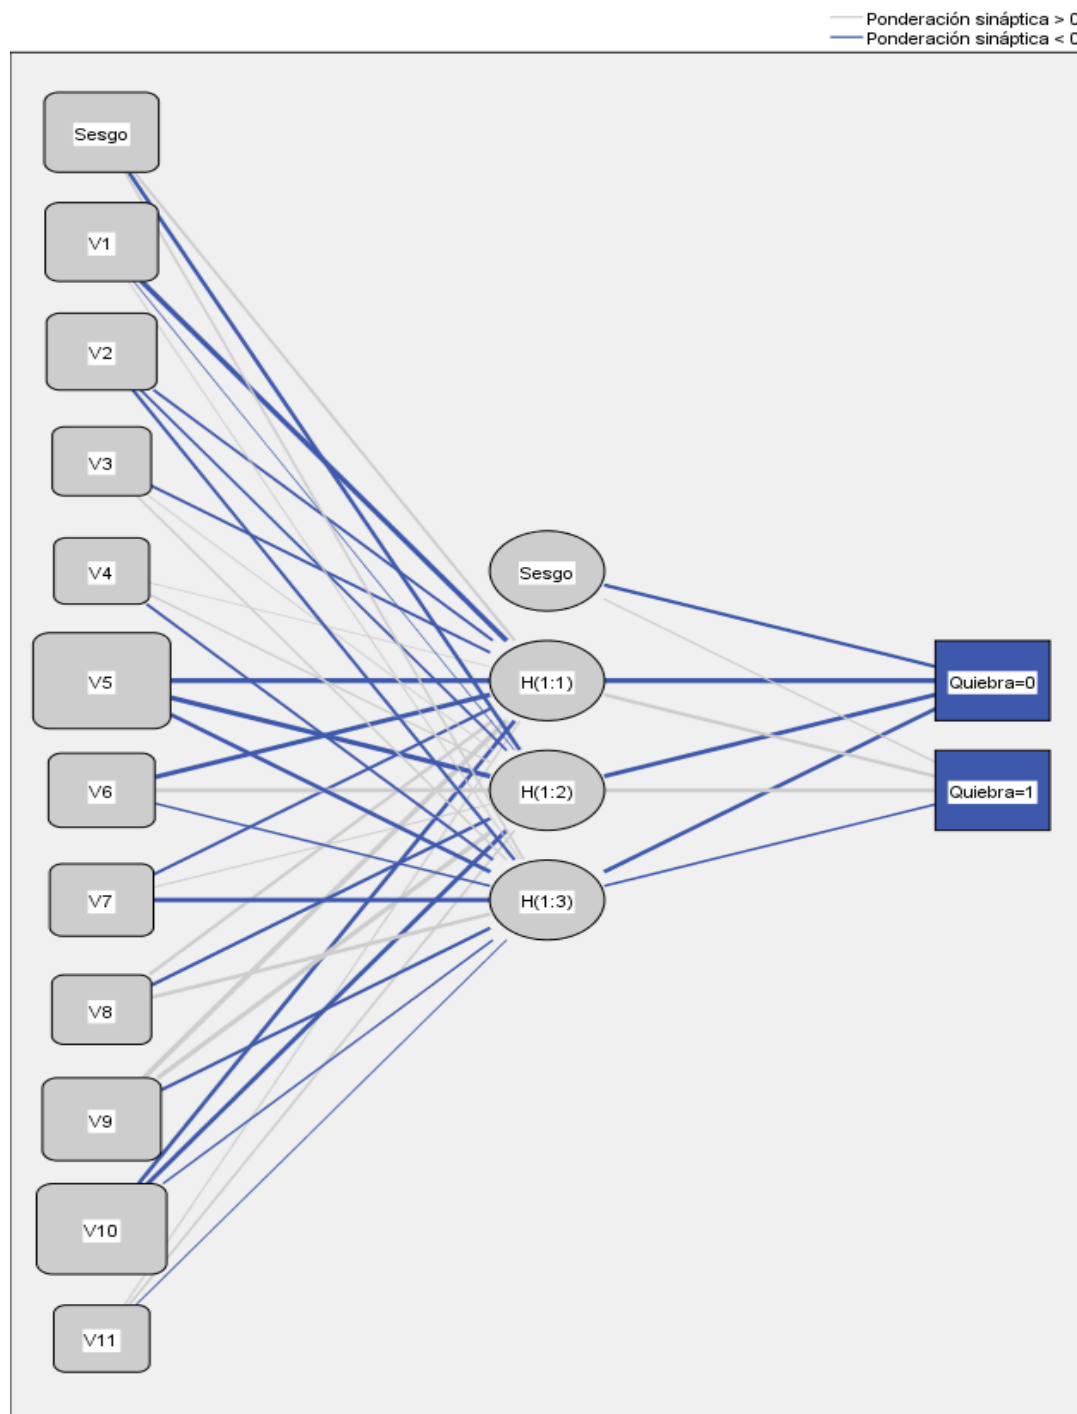 Ponderación sináptica > 0
Ponderación sináptica < 0
Sesgo
V1
V2
V3
V4
V5
V6
V7
V8
V9
V10
V11
Sesgo
H(1:1)
H(1:2)
H(1:3)
Quiebra=0
Quiebra=1